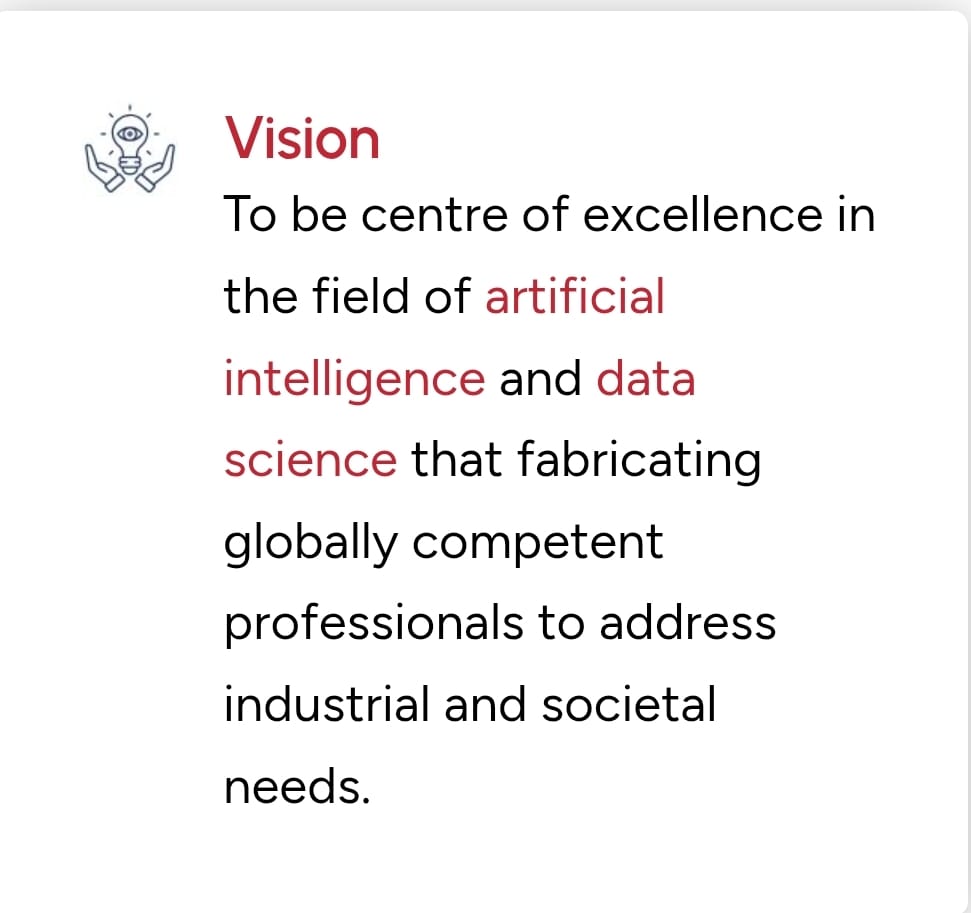 Vision
To be centre of excellence in
the field of artificial
intelligence and data
science that fabricating
globally competent
professionals to address
industrial and societal
needs.